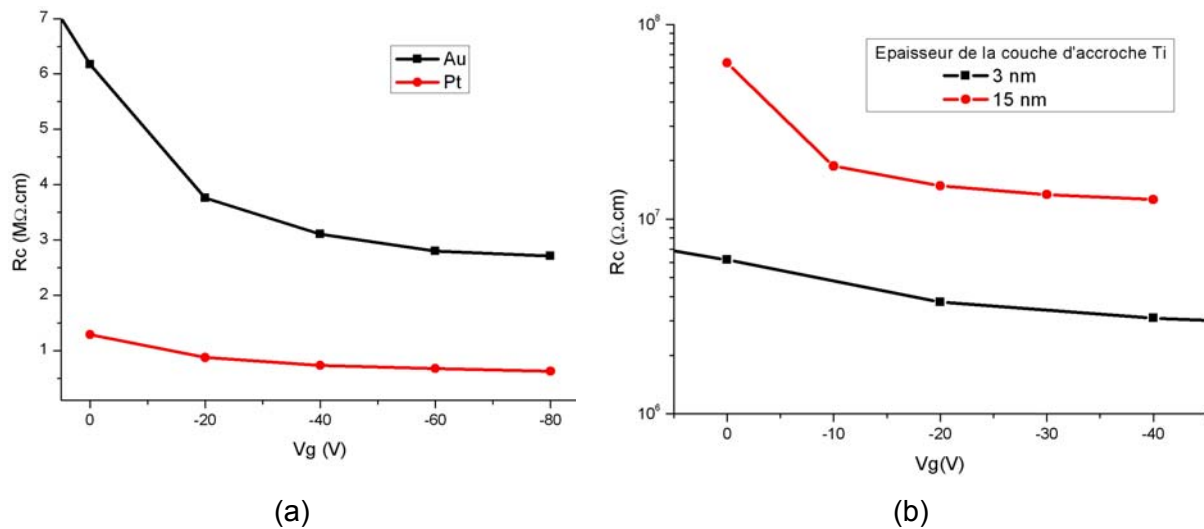 7
6
5
4
3
2
1
Rc (MΩ.cm)
Au
Pt
0 -20 -40 -60 -80
Vg (V)
(a)
10⁸
10⁷
10⁶
Rc (Ω.cm)
Epaisseur de la couche d'accroche Ti
3 nm
15 nm
0 -10 -20 -30 -40
Vg(V)
(b)